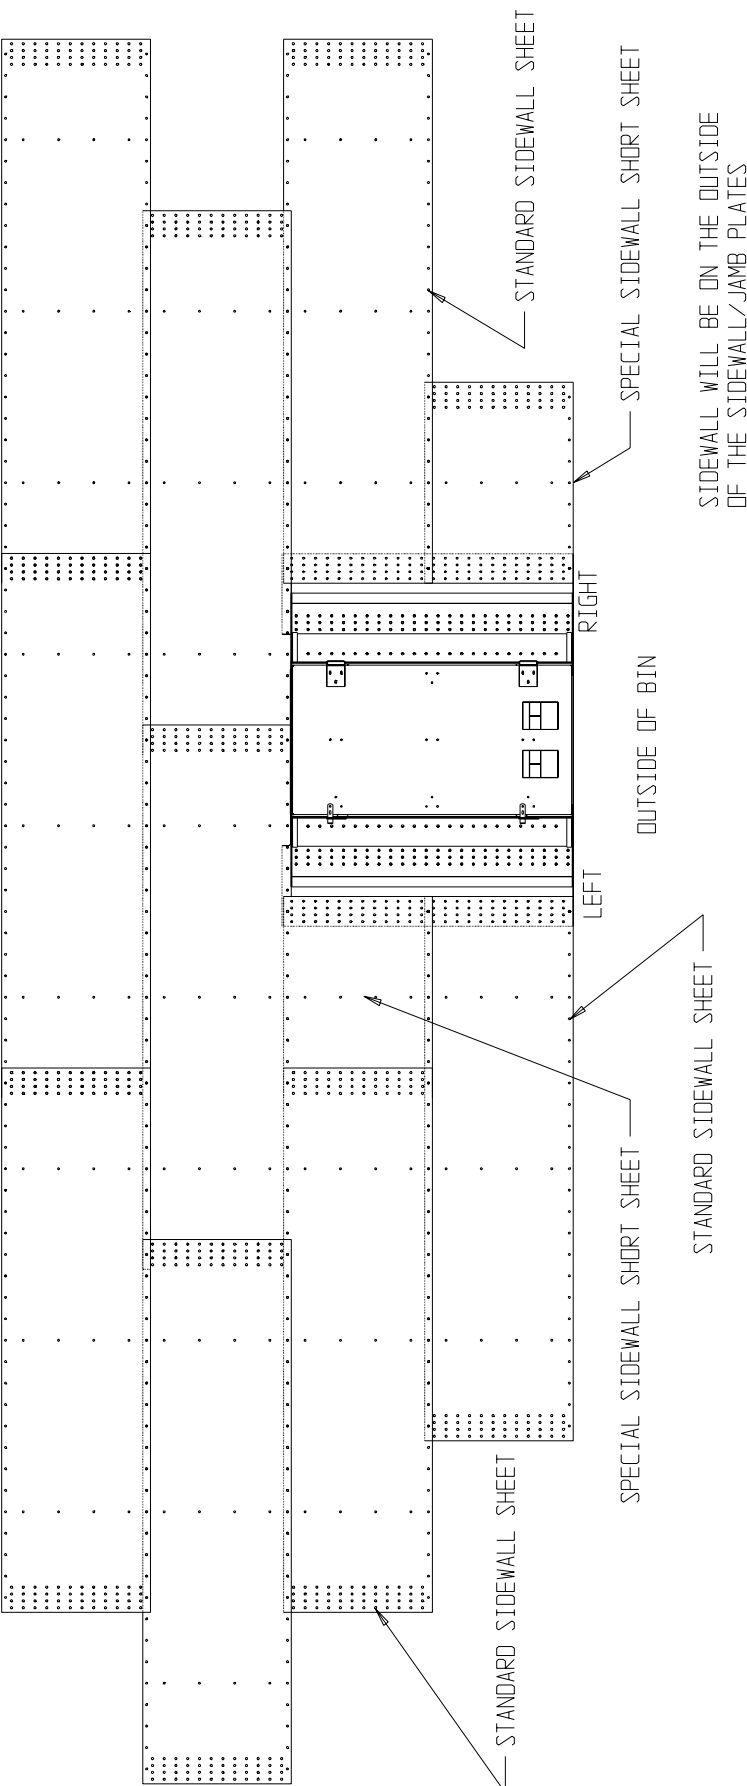 STANDARD SIDEWALL SHEET
SPECIAL SIDEWALL SHORT SHEET
SIDEWALL WILL BE ON THE OUTSIDE
OF THE SIDEWALL/JAMB PLATES
RIGHT
OUTSIDE OF BIN
LEFT
STANDARD SIDEWALL SHEET
SPECIAL SIDEWALL SHORT SHEET
STANDARD SIDEWALL SHEET